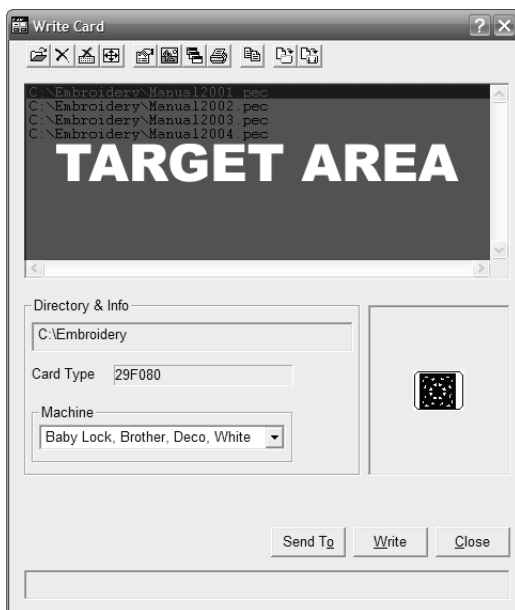 Write Card
C:\Embroidery\Manual2001.pec
C:\Embroidery\Manual2002.pec
C:\Embroidery\Manual2003.pec
C:\Embroidery\Manual2004.pec
TARGET AREA
Directory & Info
C:\Embroidery
Card Type 29F080
Machine
Baby Lock, Brother, Deco, White
Send To Write Close